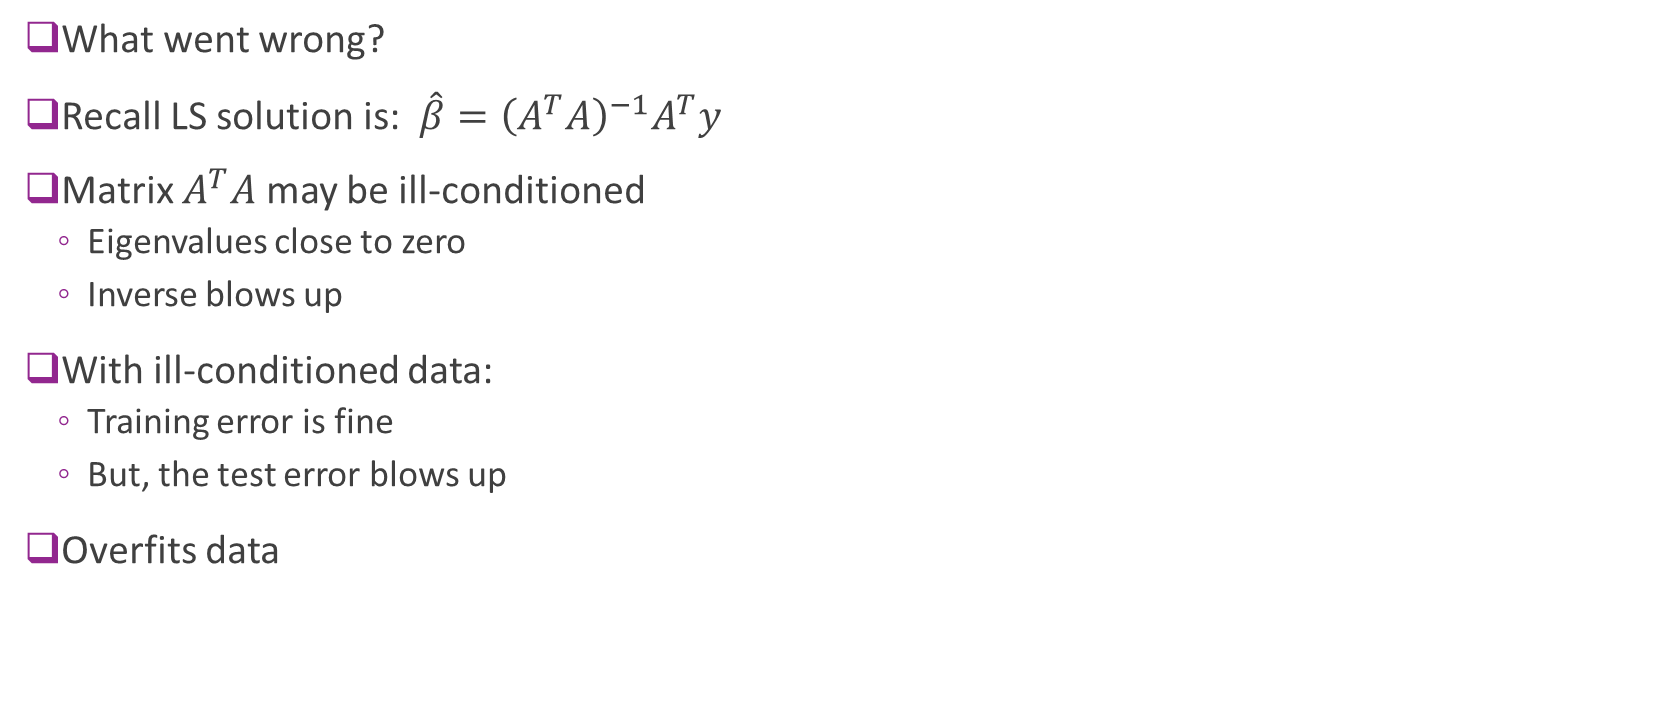 ❑What went wrong?
❑Recall LS solution is: β̂ = (AᵀA)⁻¹Aᵀy
❑Matrix AᵀA may be ill-conditioned
◦ Eigenvalues close to zero
◦ Inverse blows up
❑With ill-conditioned data:
◦ Training error is fine
◦ But, the test error blows up
❑Overfits data